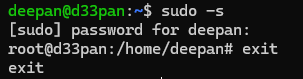 deepan@d33pan:~$ sudo -s
[sudo] password for deepan:
root@d33pan:/home/deepan# exit
exit